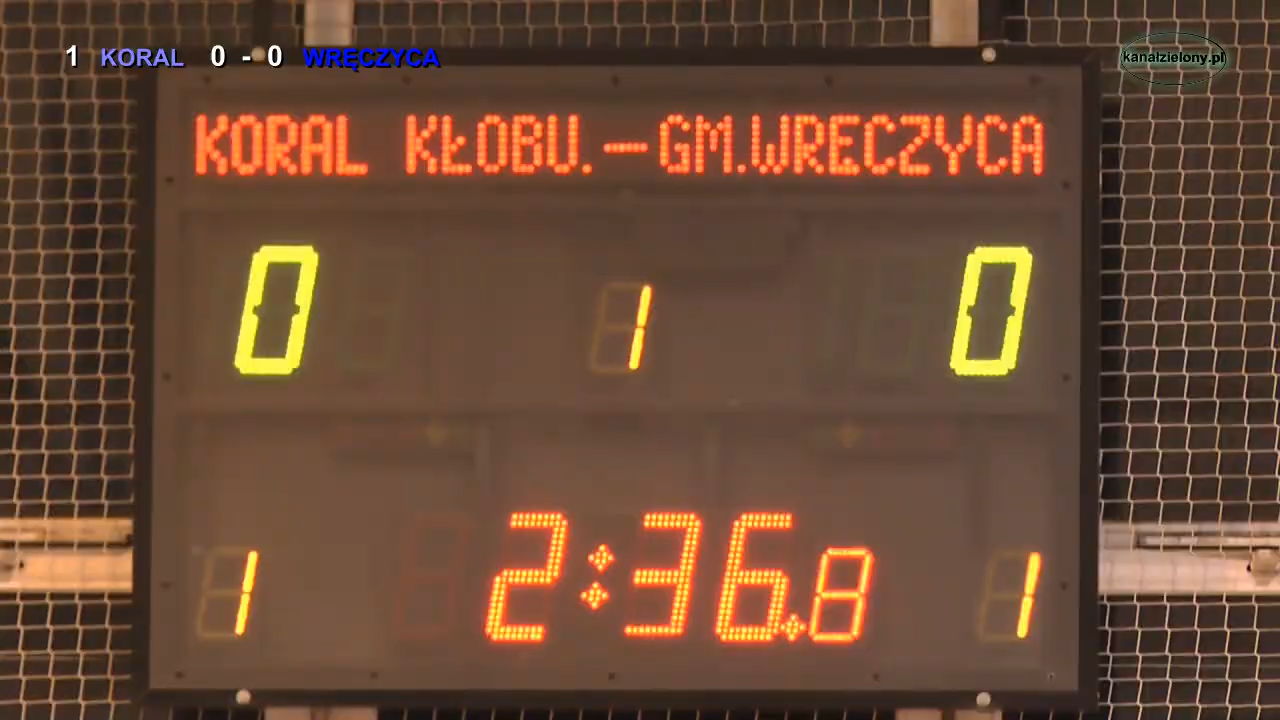 1 KORAL 0 - 0 WRĘCZYCA
kanalzielony.pl
KORAL KŁOBU.-GM.WRECZYCA
0 1 0
1 2:36.8 1